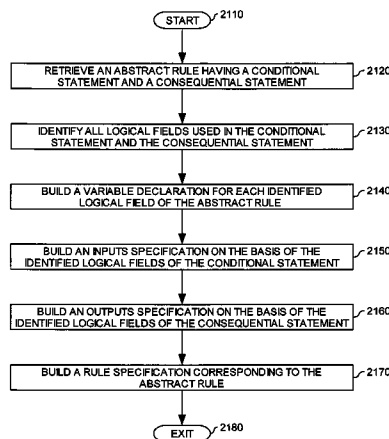 START
2110
RETRIEVE AN ABSTRACT RULE HAVING A CONDITIONAL
STATEMENT AND A CONSEQUENTIAL STATEMENT
2120
IDENTIFY ALL LOGICAL FIELDS USED IN THE CONDITIONAL
STATEMENT AND THE CONSEQUENTIAL STATEMENT
2130
BUILD A VARIABLE DECLARATION FOR EACH IDENTIFIED
LOGICAL FIELD OF THE ABSTRACT RULE
2140
BUILD AN INPUTS SPECIFICATION ON THE BASIS OF THE
IDENTIFIED LOGICAL FIELDS OF THE CONDITIONAL STATEMENT
2150
BUILD AN OUTPUTS SPECIFICATION ON THE BASIS OF THE
IDENTIFIED LOGICAL FIELDS OF THE CONSEQUENTIAL STATEMENT
2160
BUILD A RULE SPECIFICATION CORRESPONDING TO THE
ABSTRACT RULE
2170
EXIT
2180